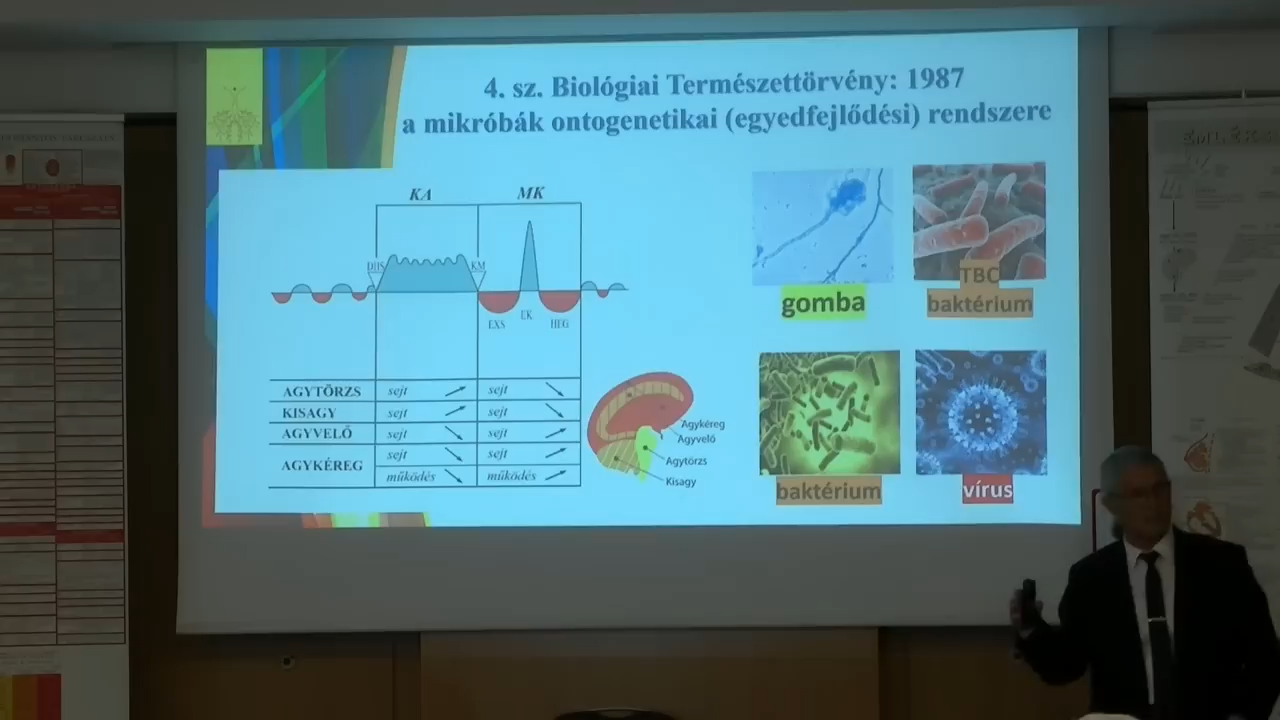 4. sz. Biológiai Természettörvény: 1987
a mikróbák ontogenetikai (egyedfejlődési) rendszere
KA MK
DHS KM
EXS EK HEG
AGYTÖRZS sejt sejt
KISAGY sejt sejt
AGYVELŐ sejt sejt
AGYKÉREG sejt sejt
működés működés
Agykéreg
Agyvelő
Agytörzs
Kisagy
gomba
TBC
baktérium
baktérium
vírus